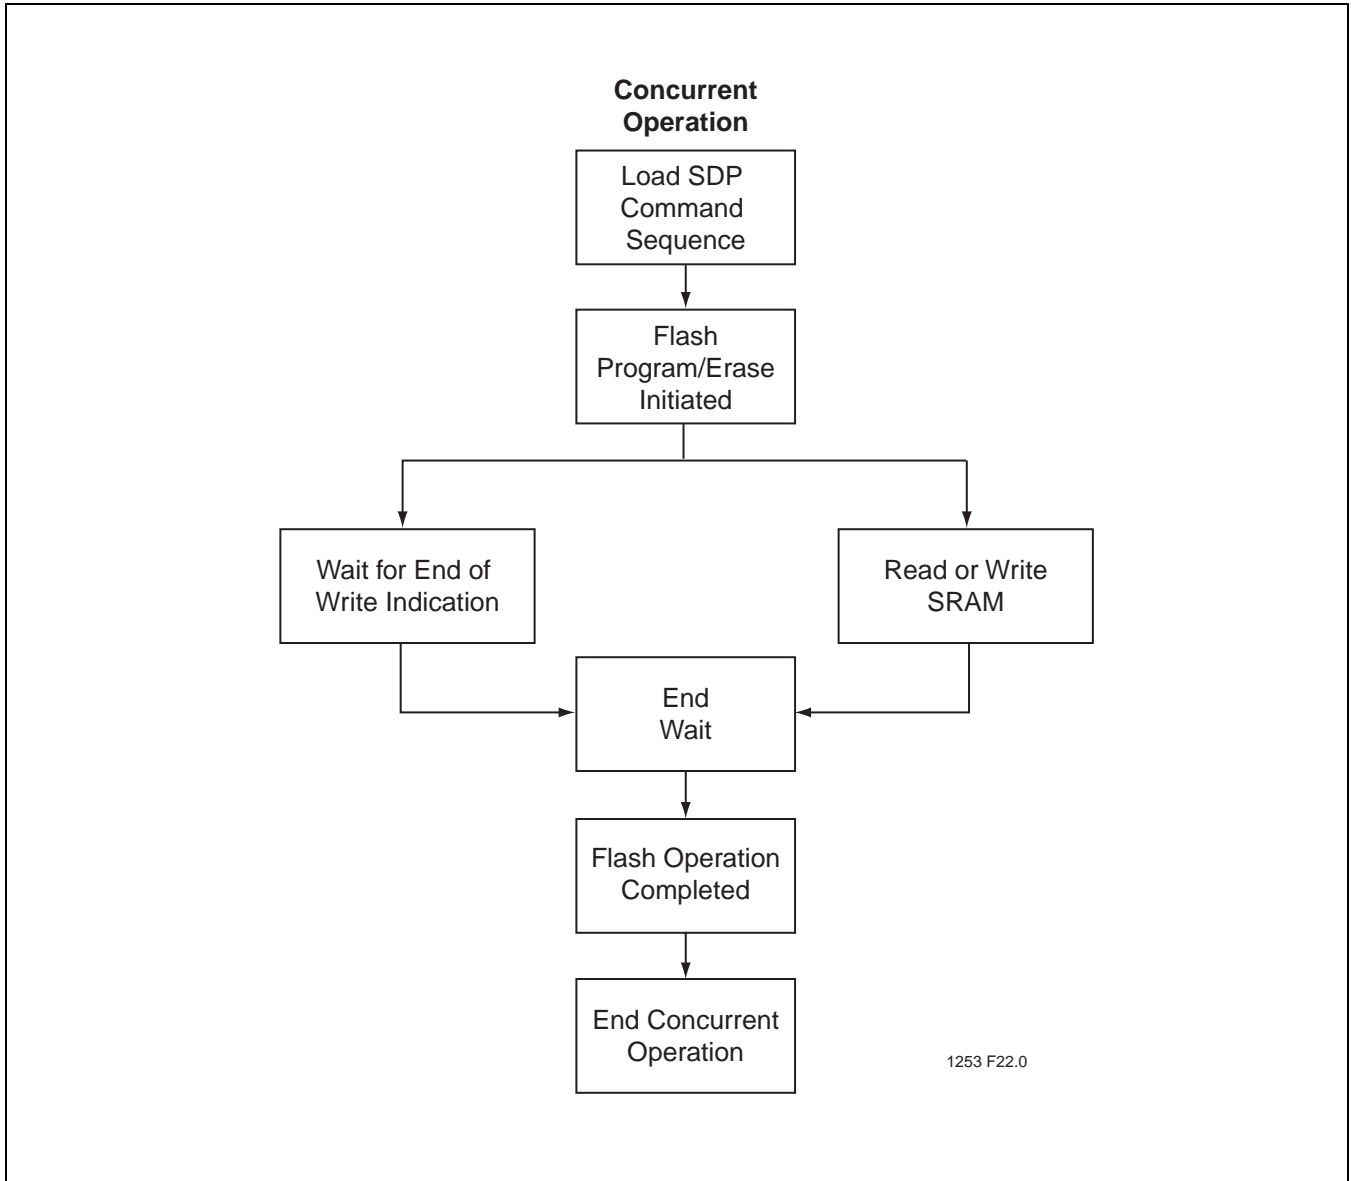 Concurrent
Operation
Load SDP
Command
Sequence
Flash
Program/Erase
Initiated
Wait for End of
Write Indication
Read or Write
SRAM
End
Wait
Flash Operation
Completed
End Concurrent
Operation
1253 F22.0